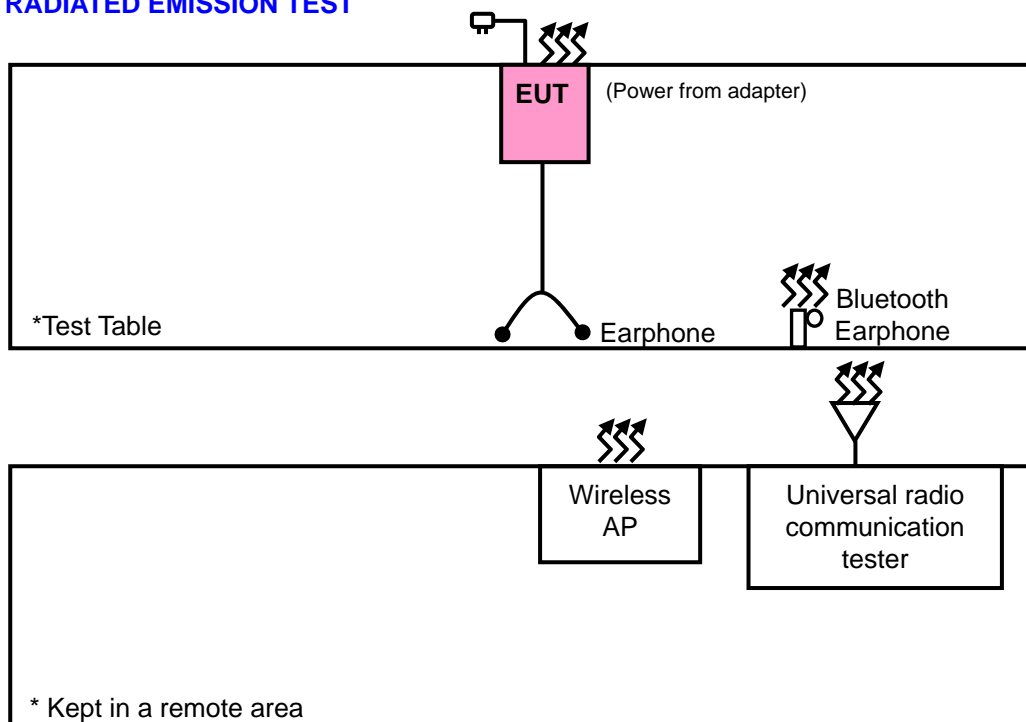 RADIATED EMISSION TEST
EUT
(Power from adapter)
*Test Table
Earphone
Bluetooth
Earphone
Wireless
AP
Universal radio
communication
tester
* Kept in a remote area